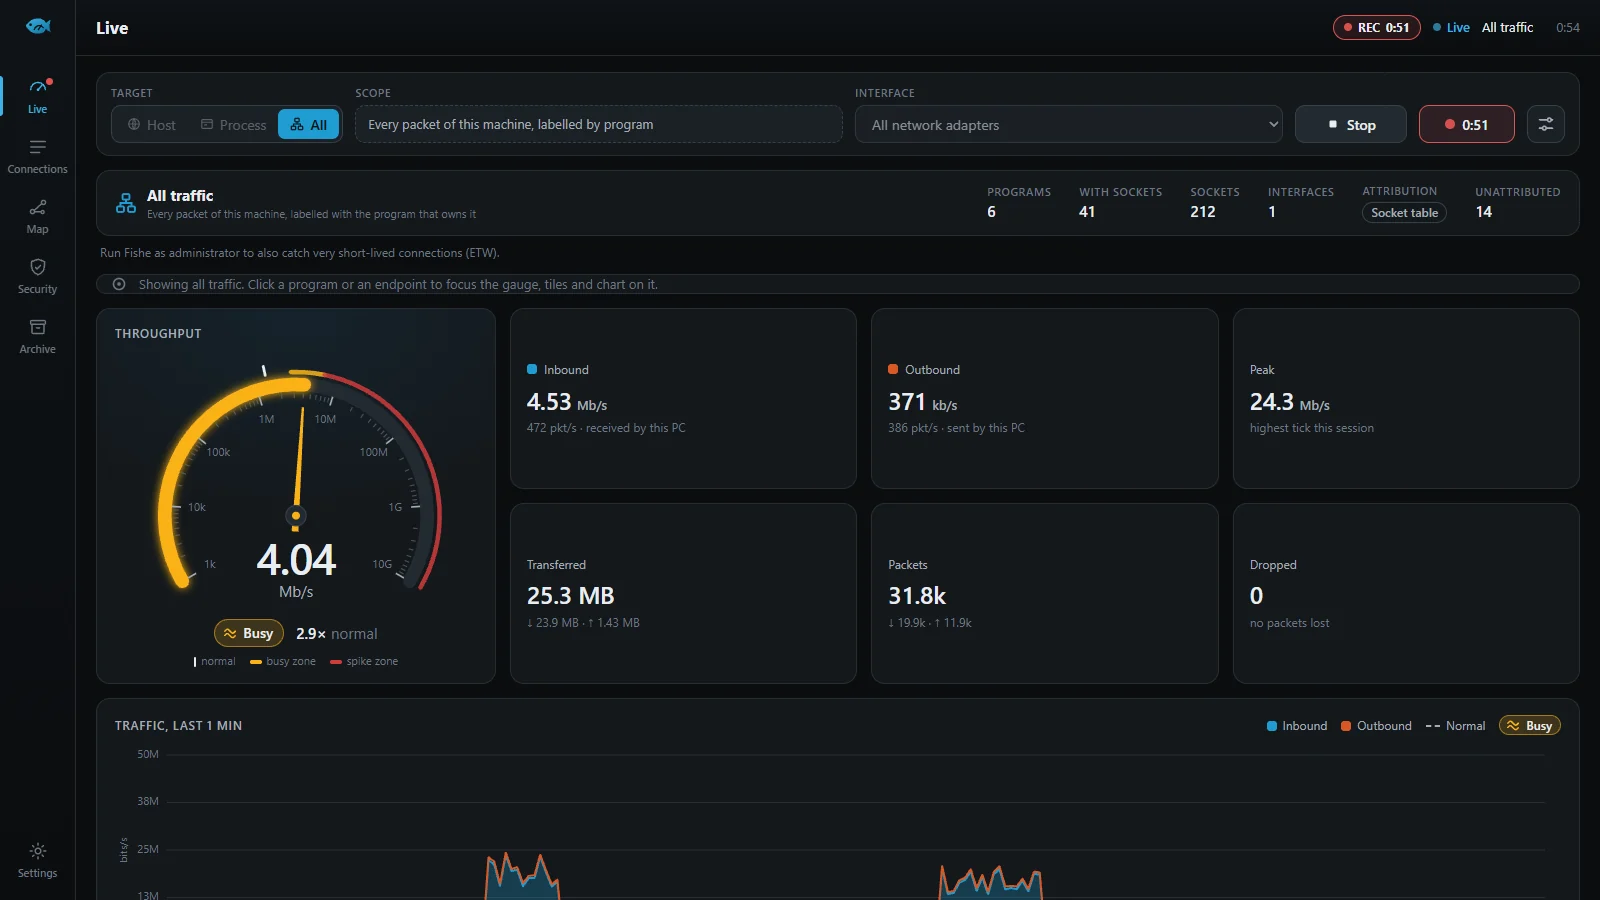 Live
REC 0:51
Live
All traffic
0:54
Live
Connections
Map
Security
Archive
Settings
TARGET
Host
Process
All
SCOPE
Every packet of this machine, labelled by program
INTERFACE
All network adapters
Stop
0:51
All traffic
Every packet of this machine, labelled with the program that owns it
PROGRAMS
6
WITH SOCKETS
41
SOCKETS
212
INTERFACES
1
ATTRIBUTION
Socket table
UNATTRIBUTED
14
Run Fishe as administrator to also catch very short-lived connections (ETW).
Showing all traffic. Click a program or an endpoint to focus the gauge, tiles and chart on it.
THROUGHPUT
1k
10k
100k
1M
10M
100M
1G
10G
4.04
Mb/s
Busy
2.9× normal
normal
busy zone
spike zone
Inbound
4.53 Mb/s
472 pkt/s · received by this PC
Outbound
371 kb/s
386 pkt/s · sent by this PC
Peak
24.3 Mb/s
highest tick this session
Transferred
25.3 MB
↓ 23.9 MB · ↑ 1.43 MB
Packets
31.8k
↓ 19.9k · ↑ 11.9k
Dropped
0
no packets lost
TRAFFIC, LAST 1 MIN
Inbound
Outbound
Normal
Busy
50M
38M
25M
13M
bits/s